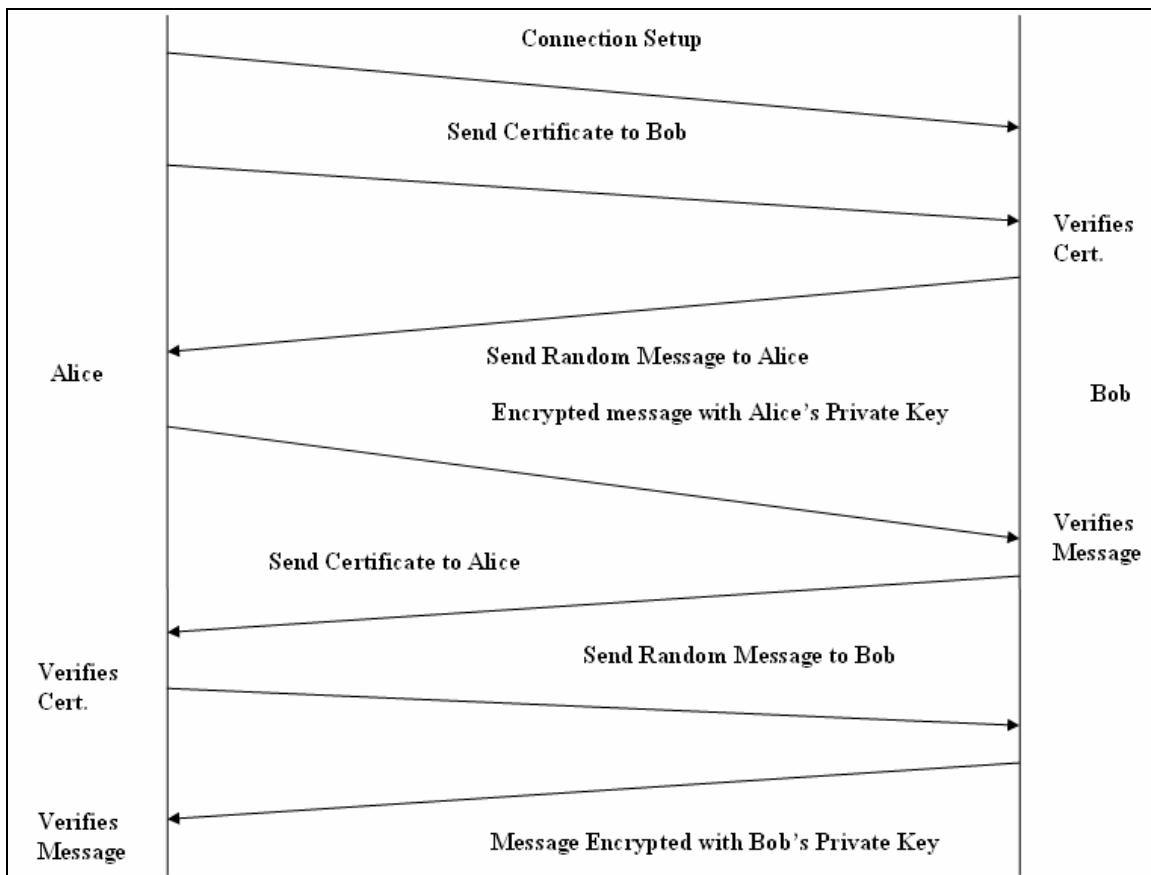 Connection Setup
Send Certificate to Bob
Verifies
Cert.
Send Random Message to Alice
Alice
Bob
Encrypted message with Alice's Private Key
Verifies
Message
Send Certificate to Alice
Send Random Message to Bob
Verifies
Cert.
Verifies
Message
Message Encrypted with Bob's Private Key